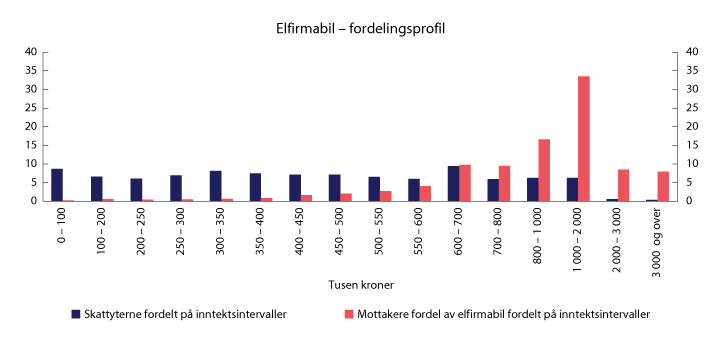 Elfirmabil – fordelingsprofil
40 40
35 35
30 30
25 25
20 20
15 15
10 10
5 5
0 0
0 – 100
100 – 200
200 – 250
250 – 300
300 – 350
350 – 400
400 – 450
450 – 500
500 – 550
550 – 600
600 – 700
700 – 800
800 – 1 000
1 000 – 2 000
2 000 – 3 000
3 000 og over
Tusen kroner
Skattyterne fordelt på inntektsintervaller
Mottakere fordel av elfirmabil fordelt på inntektsintervaller